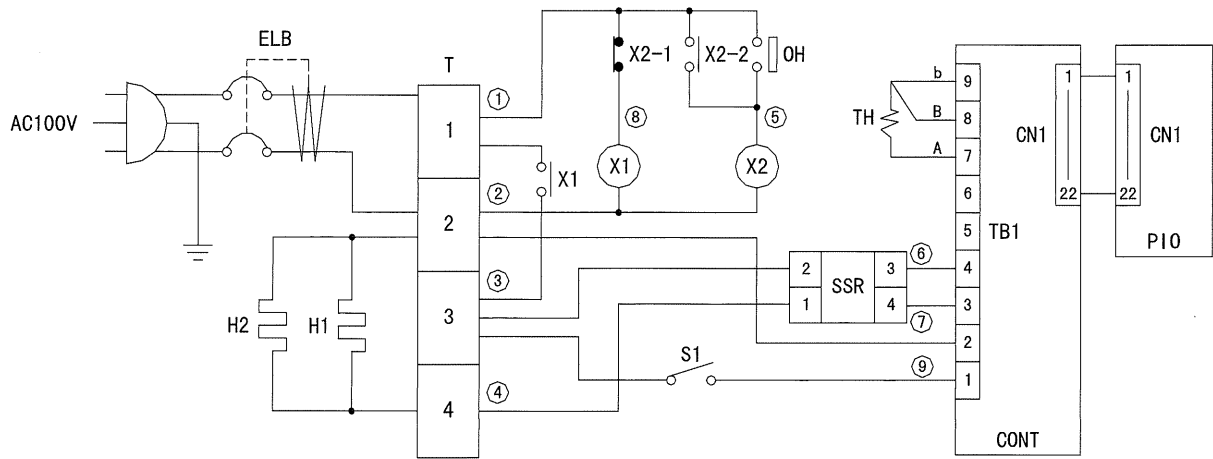 ELB
AC100V
T
1
2
3
4
①
②
③
④
X1
X2-1
X2-2
OH
⑧
⑤
X1
X2
H2
H1
2
1
SSR
3
4
⑥
⑦
S1
⑨
TH
b
B
A
9
8
7
6
5
4
3
2
1
TB1
1
CN1
22
CONT
1
CN1
22
PIO